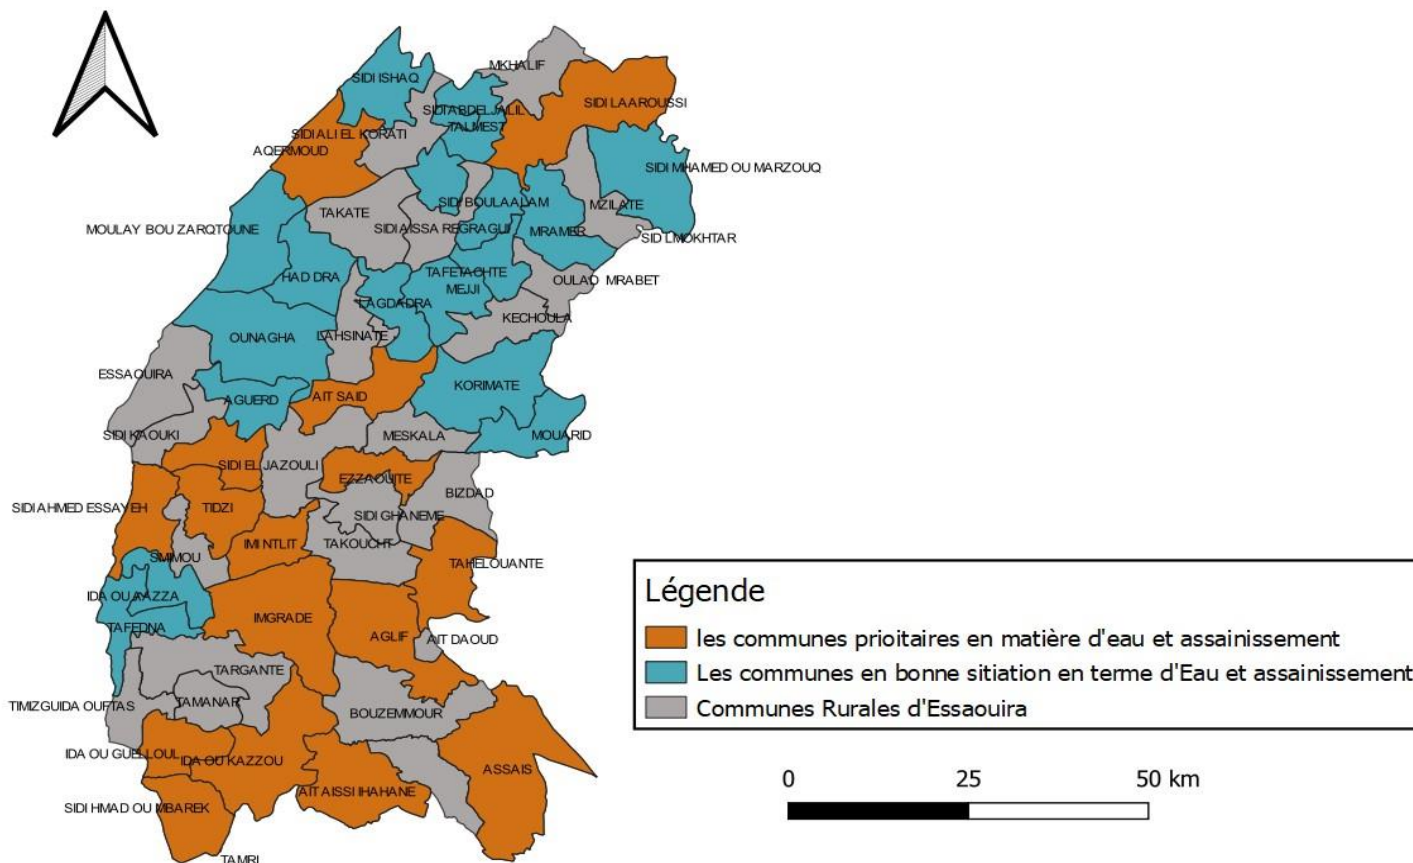 MKHALIF
SIDI ISHAQ
SIDI LAAROUSSI
SIDI ABDELJALIL
TALMEST
SIDI ALI EL KORATI
AQERMOUD
SIDI MHAMED OU MARZOUQ
SIDI BOULAALAM
MZILATE
TAKATE
SIDI AISSA REGRAGUI
MOULAY BOU ZARQTOUNE
MRAMER
SID LMOKHTAR
HAD DRA
TAFETACHTE
MEJJI
OULAD MRABET
LAGDADRA
KECHOULA
OUNAGHA
LAHSINATE
ESSAOUIRA
KORIMATE
AGUERD
AIT SAID
SIDI KAOUKI
MESKALA
MOUARID
SIDI EL JAZOULI
EZZAOUITE
BIZDAD
SIDI AHMED ESSAYEH
TIDZI
SIDI GHANEME
IMI NTLIT
TAKOUCHT
SMIMOU
TAHELOUANTE
IDA OU AYAZZA
IMGRADE
TAFEDNA
AGLIF
AIT DAOUD
TARGANTE
TIMIZGUIDA OUFTAS
TAMANAR
BOUZEMMOUR
IDA OU GUELLOUL
IDA OU KAZZOU
ASSAIS
AIT AISSI IHAHANE
SIDI HMAD OU MBAREK
TAMRI
Légende
les communes prioitaires en matière d'eau et assainissement
Les communes en bonne sitiation en terme d'Eau et assainissement
Communes Rurales d'Essaouira
0 25 50 km